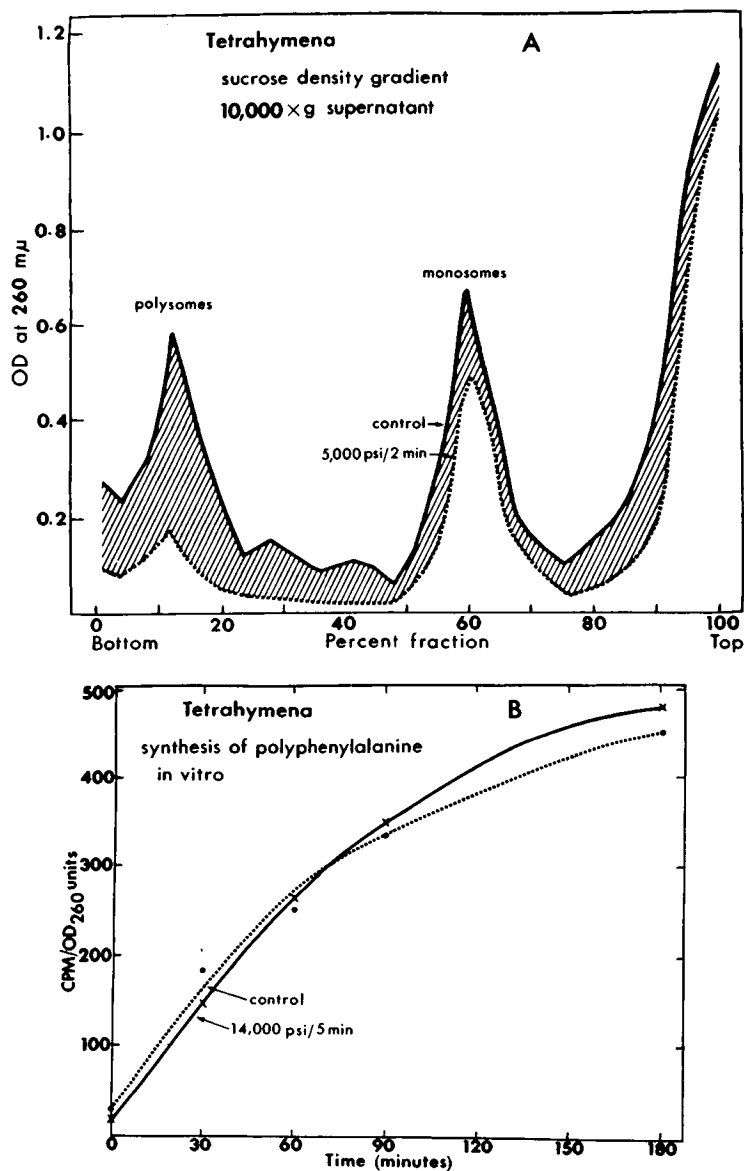 Tetrahymena
A
sucrose density gradient
10,000 × g supernatant
OD at 260 mμ
1.2
1.0
0.8
0.6
0.4
0.2
polysomes
monosomes
control
5,000 psi/2 min
0 20 40 60 80 100
Bottom Percent fraction Top
Tetrahymena
B
synthesis of polyphenylalanine
in vitro
CPM/OD260 units
500
400
300
200
100
control
14,000 psi/5 min
0 30 60 90 120 150 180
Time (minutes)